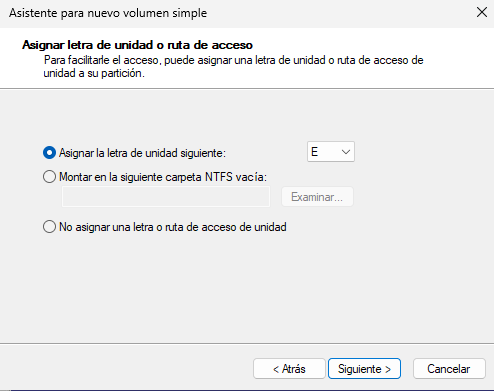 Asistente para nuevo volumen simple
Asignar letra de unidad o ruta de acceso
Para facilitarle el acceso, puede asignar una letra de unidad o ruta de acceso de
unidad a su partición.
Asignar la letra de unidad siguiente: E
Montar en la siguiente carpeta NTFS vacía:
Examinar...
No asignar una letra o ruta de acceso de unidad
< Atrás Siguiente > Cancelar